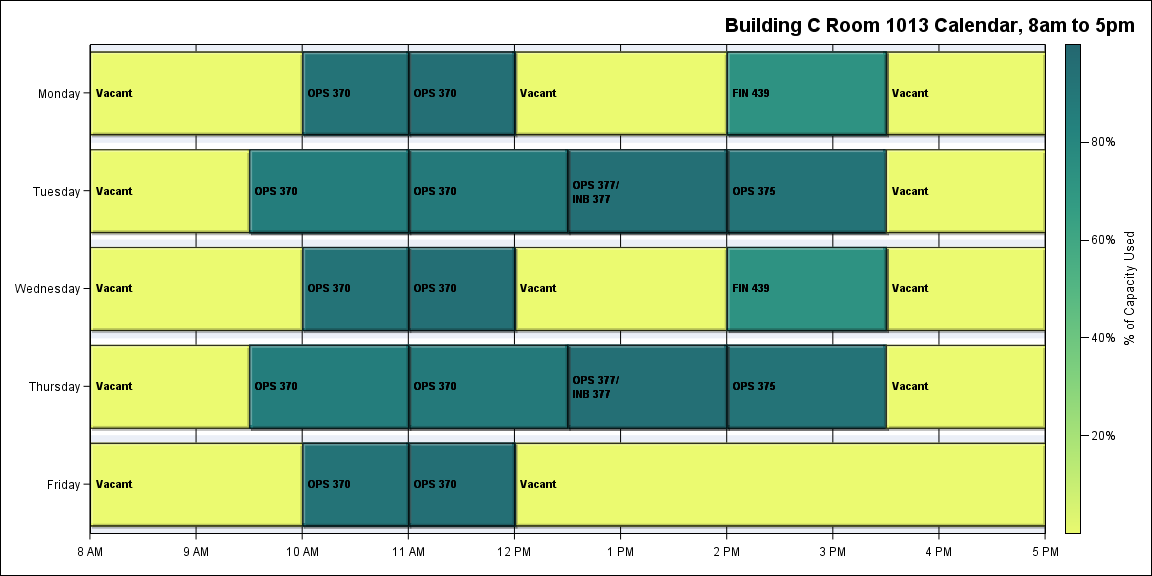 Building C Room 1013 Calendar, 8am to 5pm
Monday
Vacant
OPS 370
OPS 370
Vacant
FIN 439
Vacant
Tuesday
Vacant
OPS 370
OPS 370
OPS 377/
INB 377
OPS 375
Vacant
Wednesday
Vacant
OPS 370
OPS 370
Vacant
FIN 439
Vacant
Thursday
Vacant
OPS 370
OPS 370
OPS 377/
INB 377
OPS 375
Vacant
Friday
Vacant
OPS 370
OPS 370
Vacant
8 AM
9 AM
10 AM
11 AM
12 PM
1 PM
2 PM
3 PM
4 PM
5 PM
80%
60%
40%
20%
% of Capacity Used